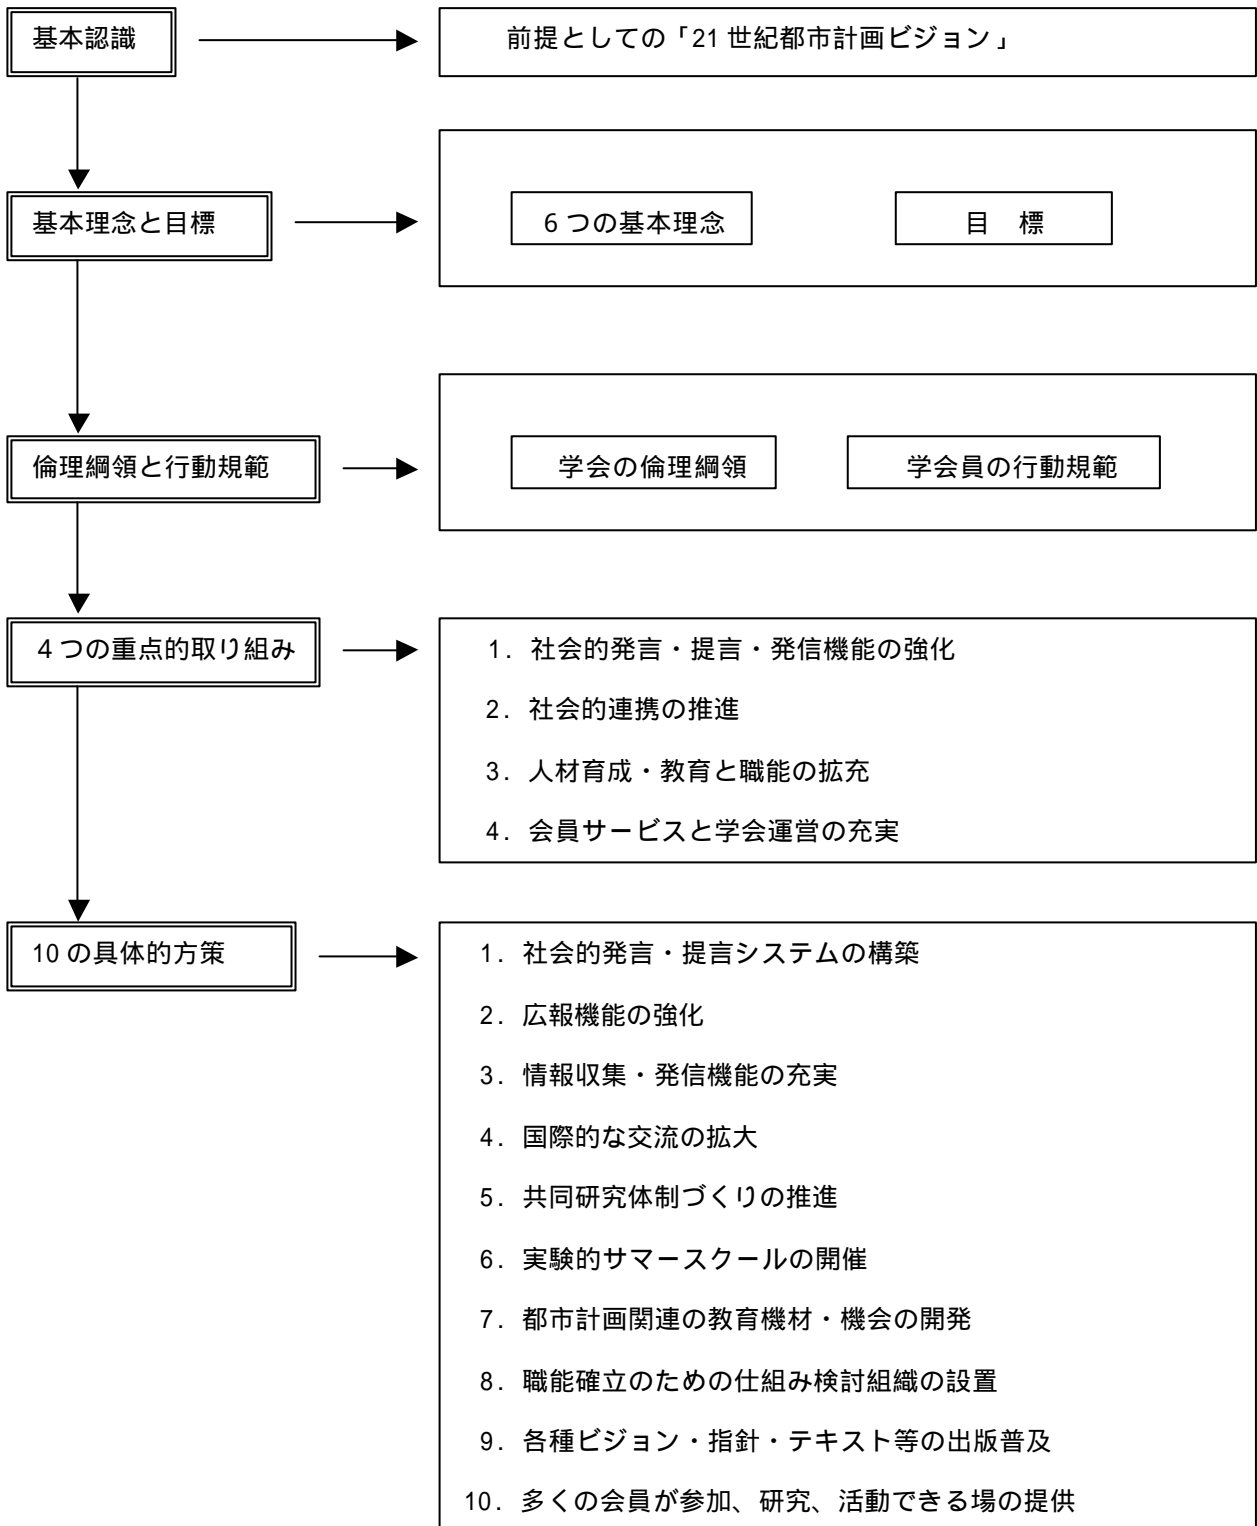 基本認識
前提としての「21世紀都市計画ビジョン」
基本理念と目標
6つの基本理念
目　標
倫理綱領と行動規範
学会の倫理綱領
学会員の行動規範
4つの重点的取り組み
1．社会的発言・提言・発信機能の強化
2．社会的連携の推進
3．人材育成・教育と職能の拡充
4．会員サービスと学会運営の充実
10の具体的方策
1．社会的発言・提言システムの構築
2．広報機能の強化
3．情報収集・発信機能の充実
4．国際的な交流の拡大
5．共同研究体制づくりの推進
6．実験的サマースクールの開催
7．都市計画関連の教育機材・機会の開発
8．職能確立のための仕組み検討組織の設置
9．各種ビジョン・指針・テキスト等の出版普及
10．多くの会員が参加、研究、活動できる場の提供